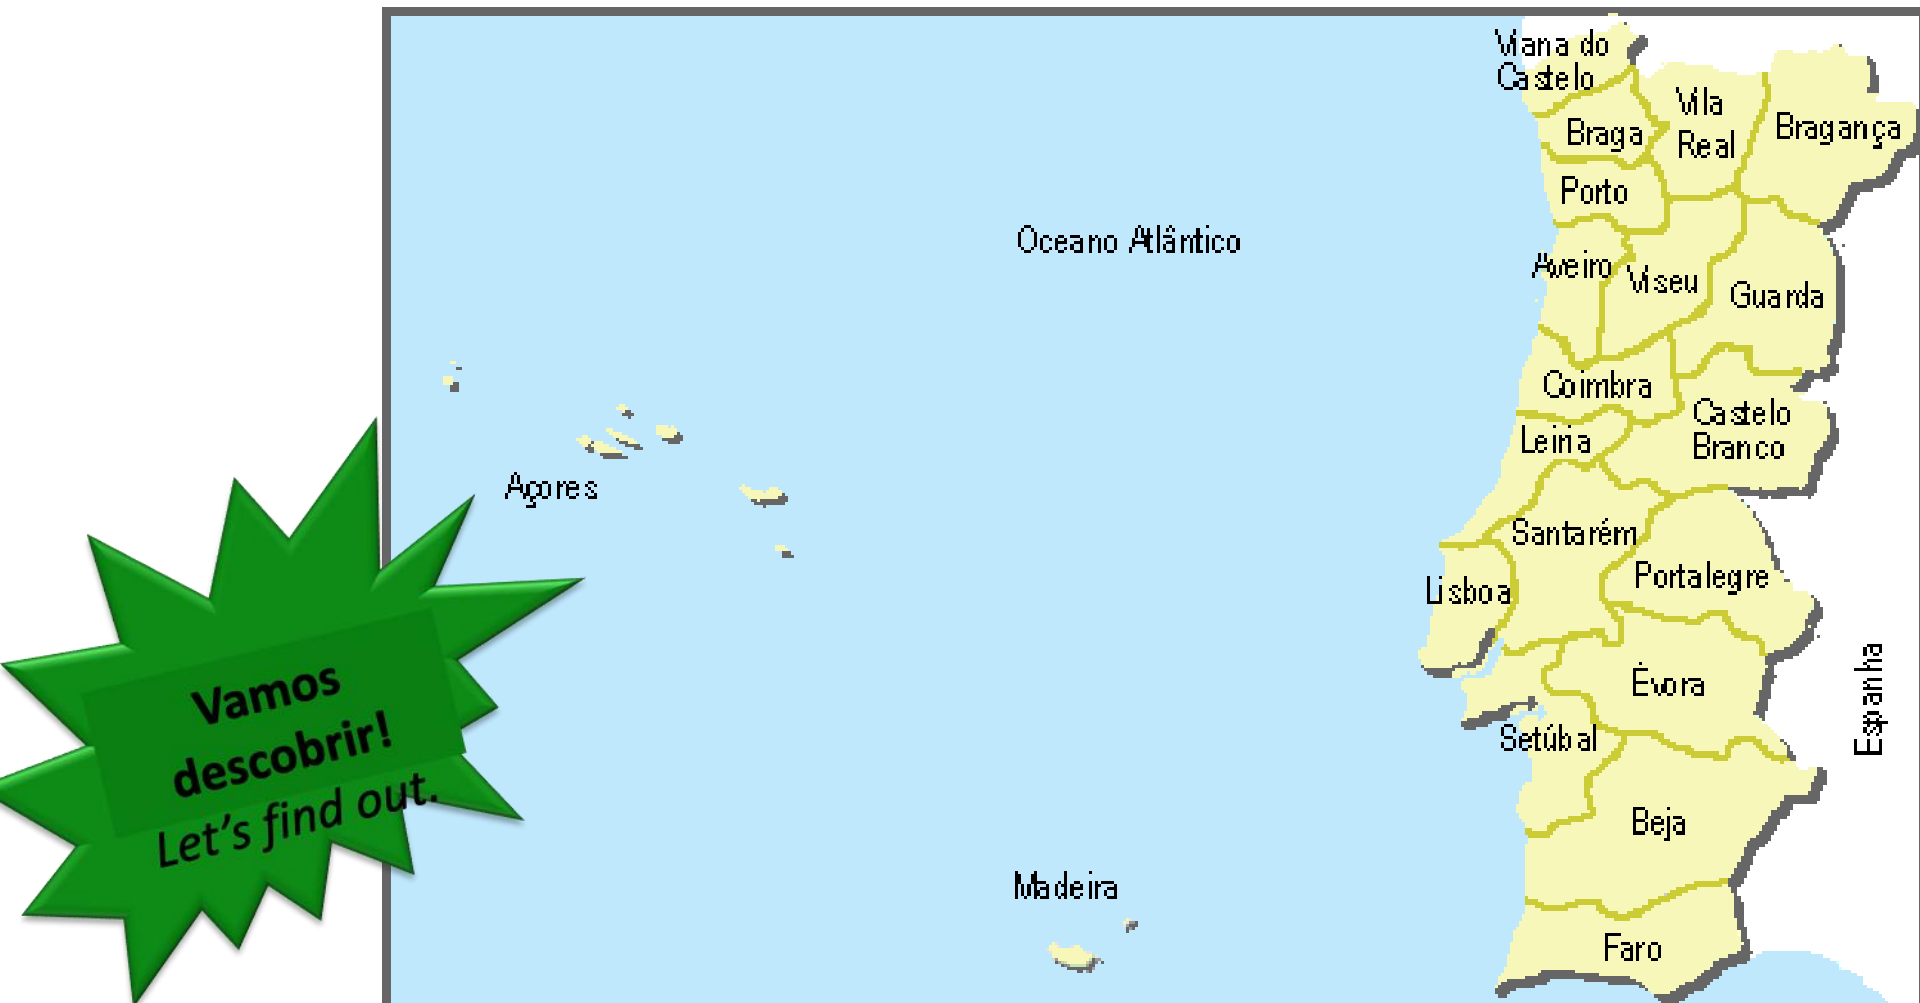 Viana do
Castelo
Braga
Vila
Real
Bragança
Porto
Oceano Atlântico
Aveiro
Viseu
Guarda
Coimbra
Castelo
Branco
Leiria
Açores
Santarém
Portalegre
Lisboa
Évora
Espanha
Setúbal
Beja
Madeira
Faro
Vamos
descobrir!
Let's find out.